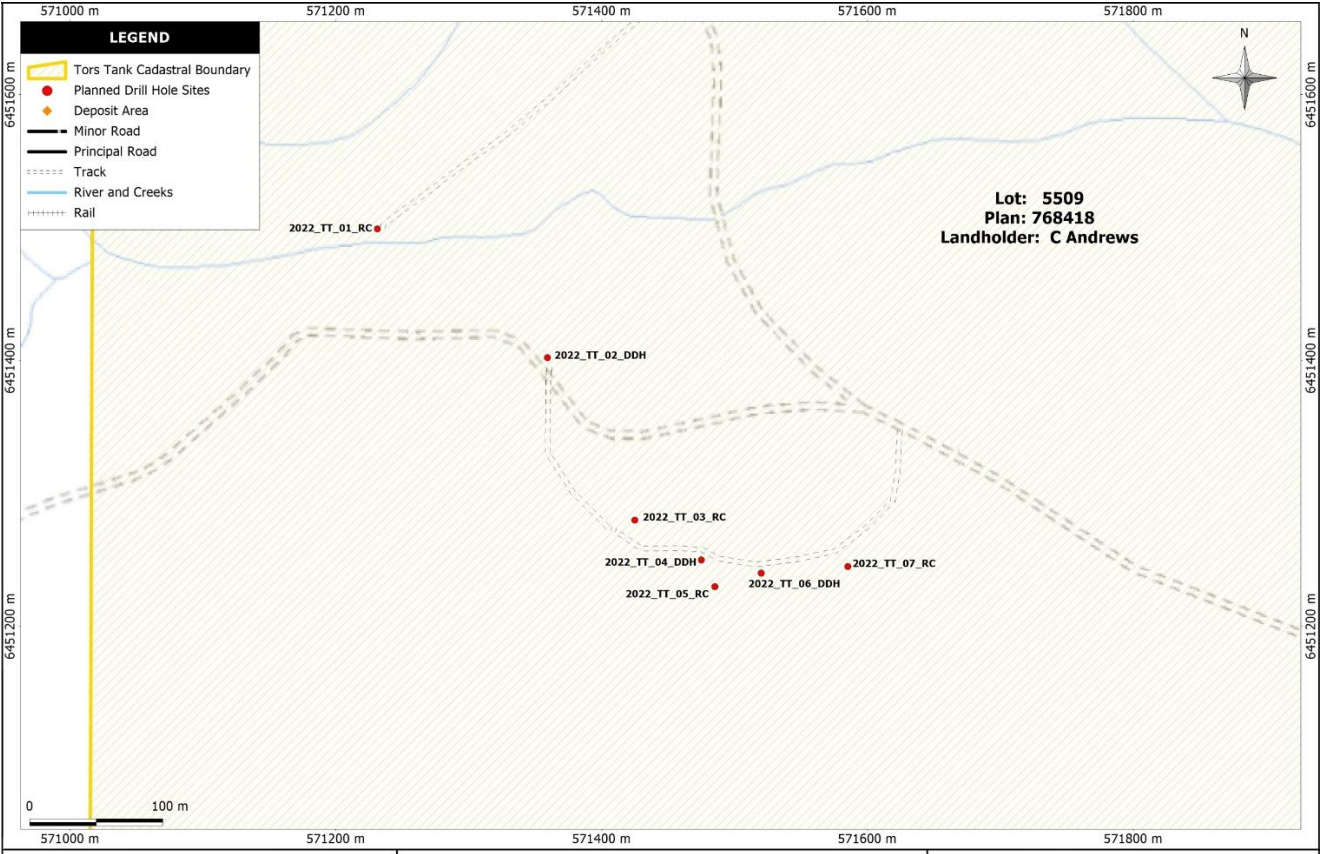 571000 m
571200 m
571400 m
571600 m
571800 m
LEGEND
Tors Tank Cadastral Boundary
Planned Drill Hole Sites
Deposit Area
Minor Road
Principal Road
Track
River and Creeks
Rail
N
6451600 m
6451600 m
Lot: 5509
Plan: 768418
Landholder: C Andrews
2022_TT_01_RC
6451400 m
2022_TT_02_DDH
6451400 m
2022_TT_03_RC
2022_TT_04_DDH
2022_TT_07_RC
2022_TT_06_DDH
2022_TT_05_RC
6451200 m
6451200 m
0 100 m
571000 m
571200 m
571400 m
571600 m
571800 m